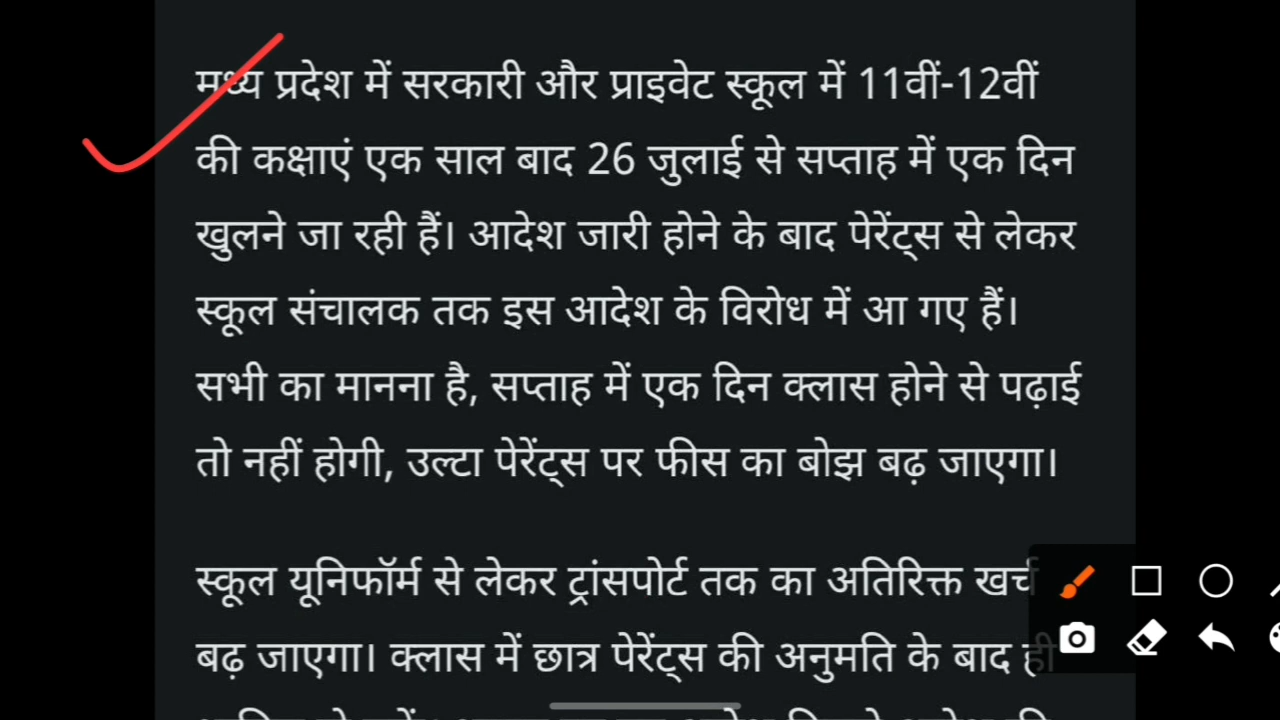 मध्य प्रदेश में सरकारी और प्राइवेट स्कूल में 11वीं-12वीं
की कक्षाएं एक साल बाद 26 जुलाई से सप्ताह में एक दिन
खुलने जा रही हैं। आदेश जारी होने के बाद पेरेंट्स से लेकर
स्कूल संचालक तक इस आदेश के विरोध में आ गए हैं।
सभी का मानना है, सप्ताह में एक दिन क्लास होने से पढ़ाई
तो नहीं होगी, उल्टा पेरेंट्स पर फीस का बोझ बढ़ जाएगा।
स्कूल यूनिफॉर्म से लेकर ट्रांसपोर्ट तक का अतिरिक्त खर्च
बढ़ जाएगा। क्लास में छात्र पेरेंट्स की अनुमति के बाद ही